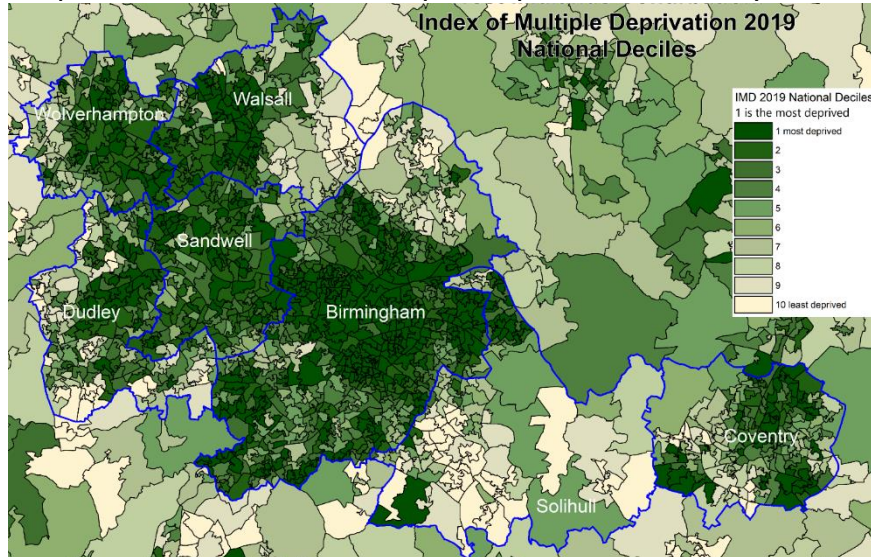 Index of Multiple Deprivation 2019
National Deciles
Wolverhampton
Walsall
Sandwell
Dudley
Birmingham
Coventry
Solihull
IMD 2019 National Deciles
1 is the most deprived
1 most deprived
2
3
4
5
6
7
8
9
10 least deprived